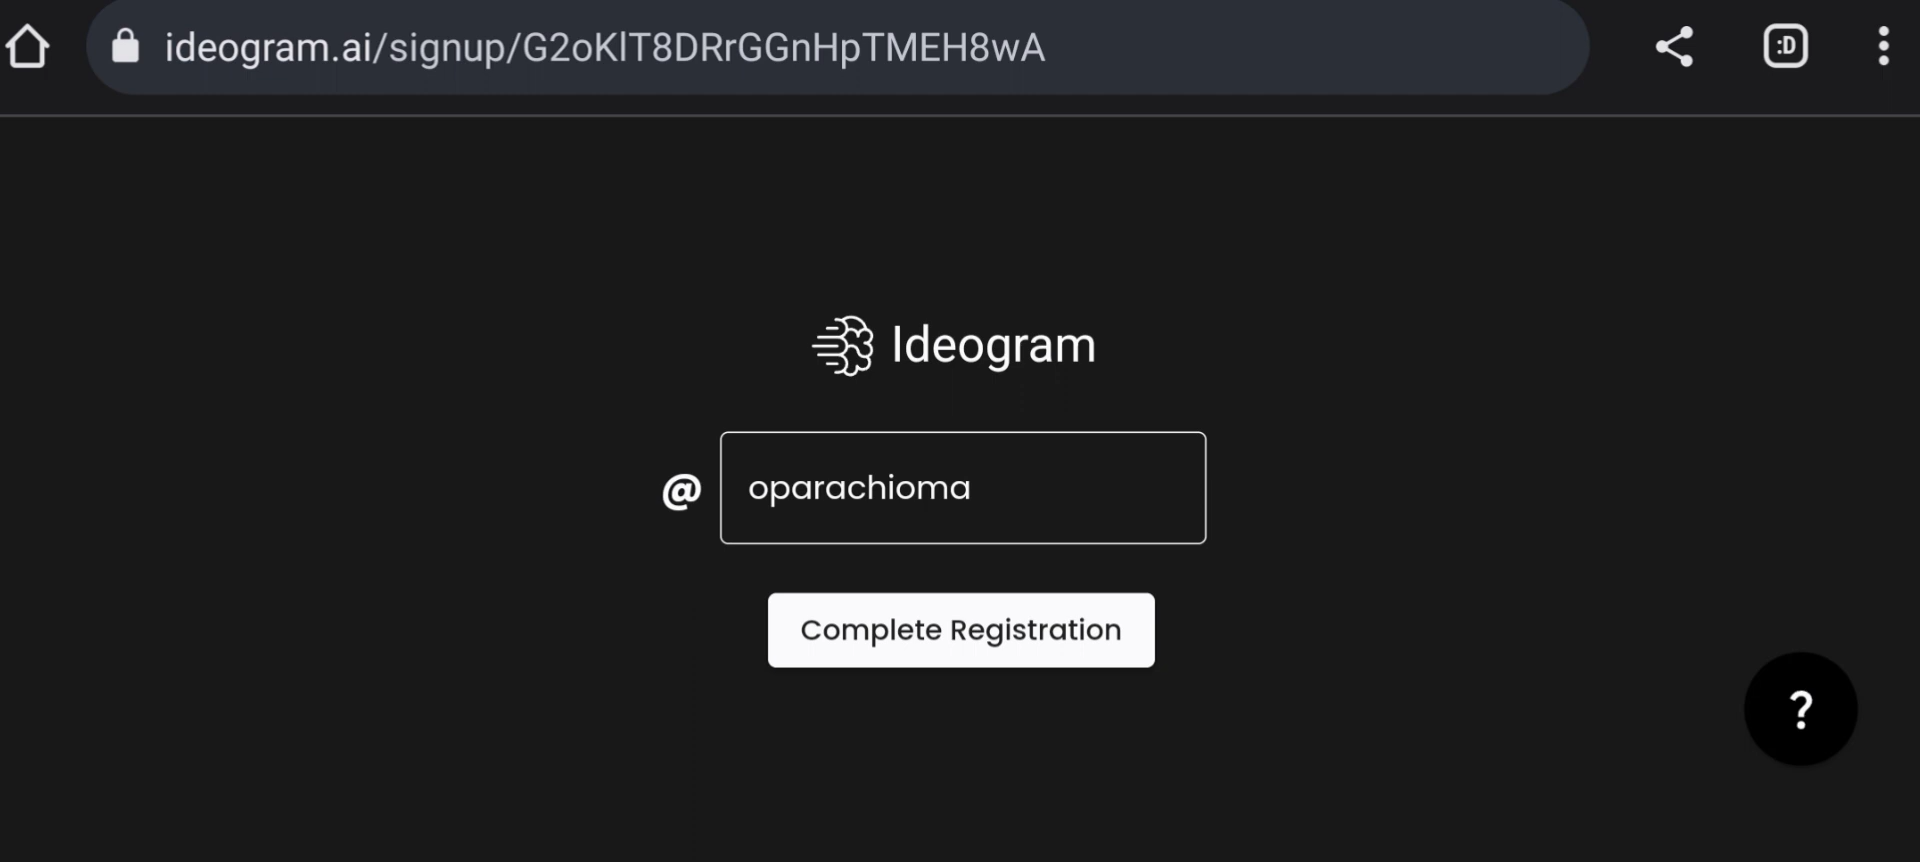 ideogram.ai/signup/G2oKlT8DRrGGnHpTMEH8wA
:D
Ideogram
@ oparachioma
Complete Registration
?